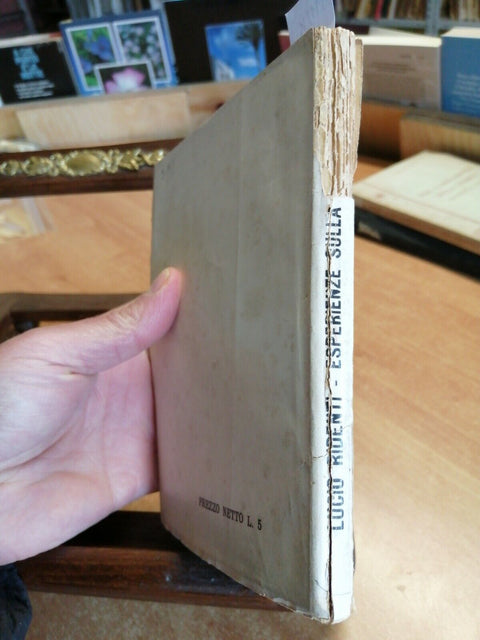 LUCIO RIDENTI - ESPERIENZE SULLA
PREZZO NETTO L. 5